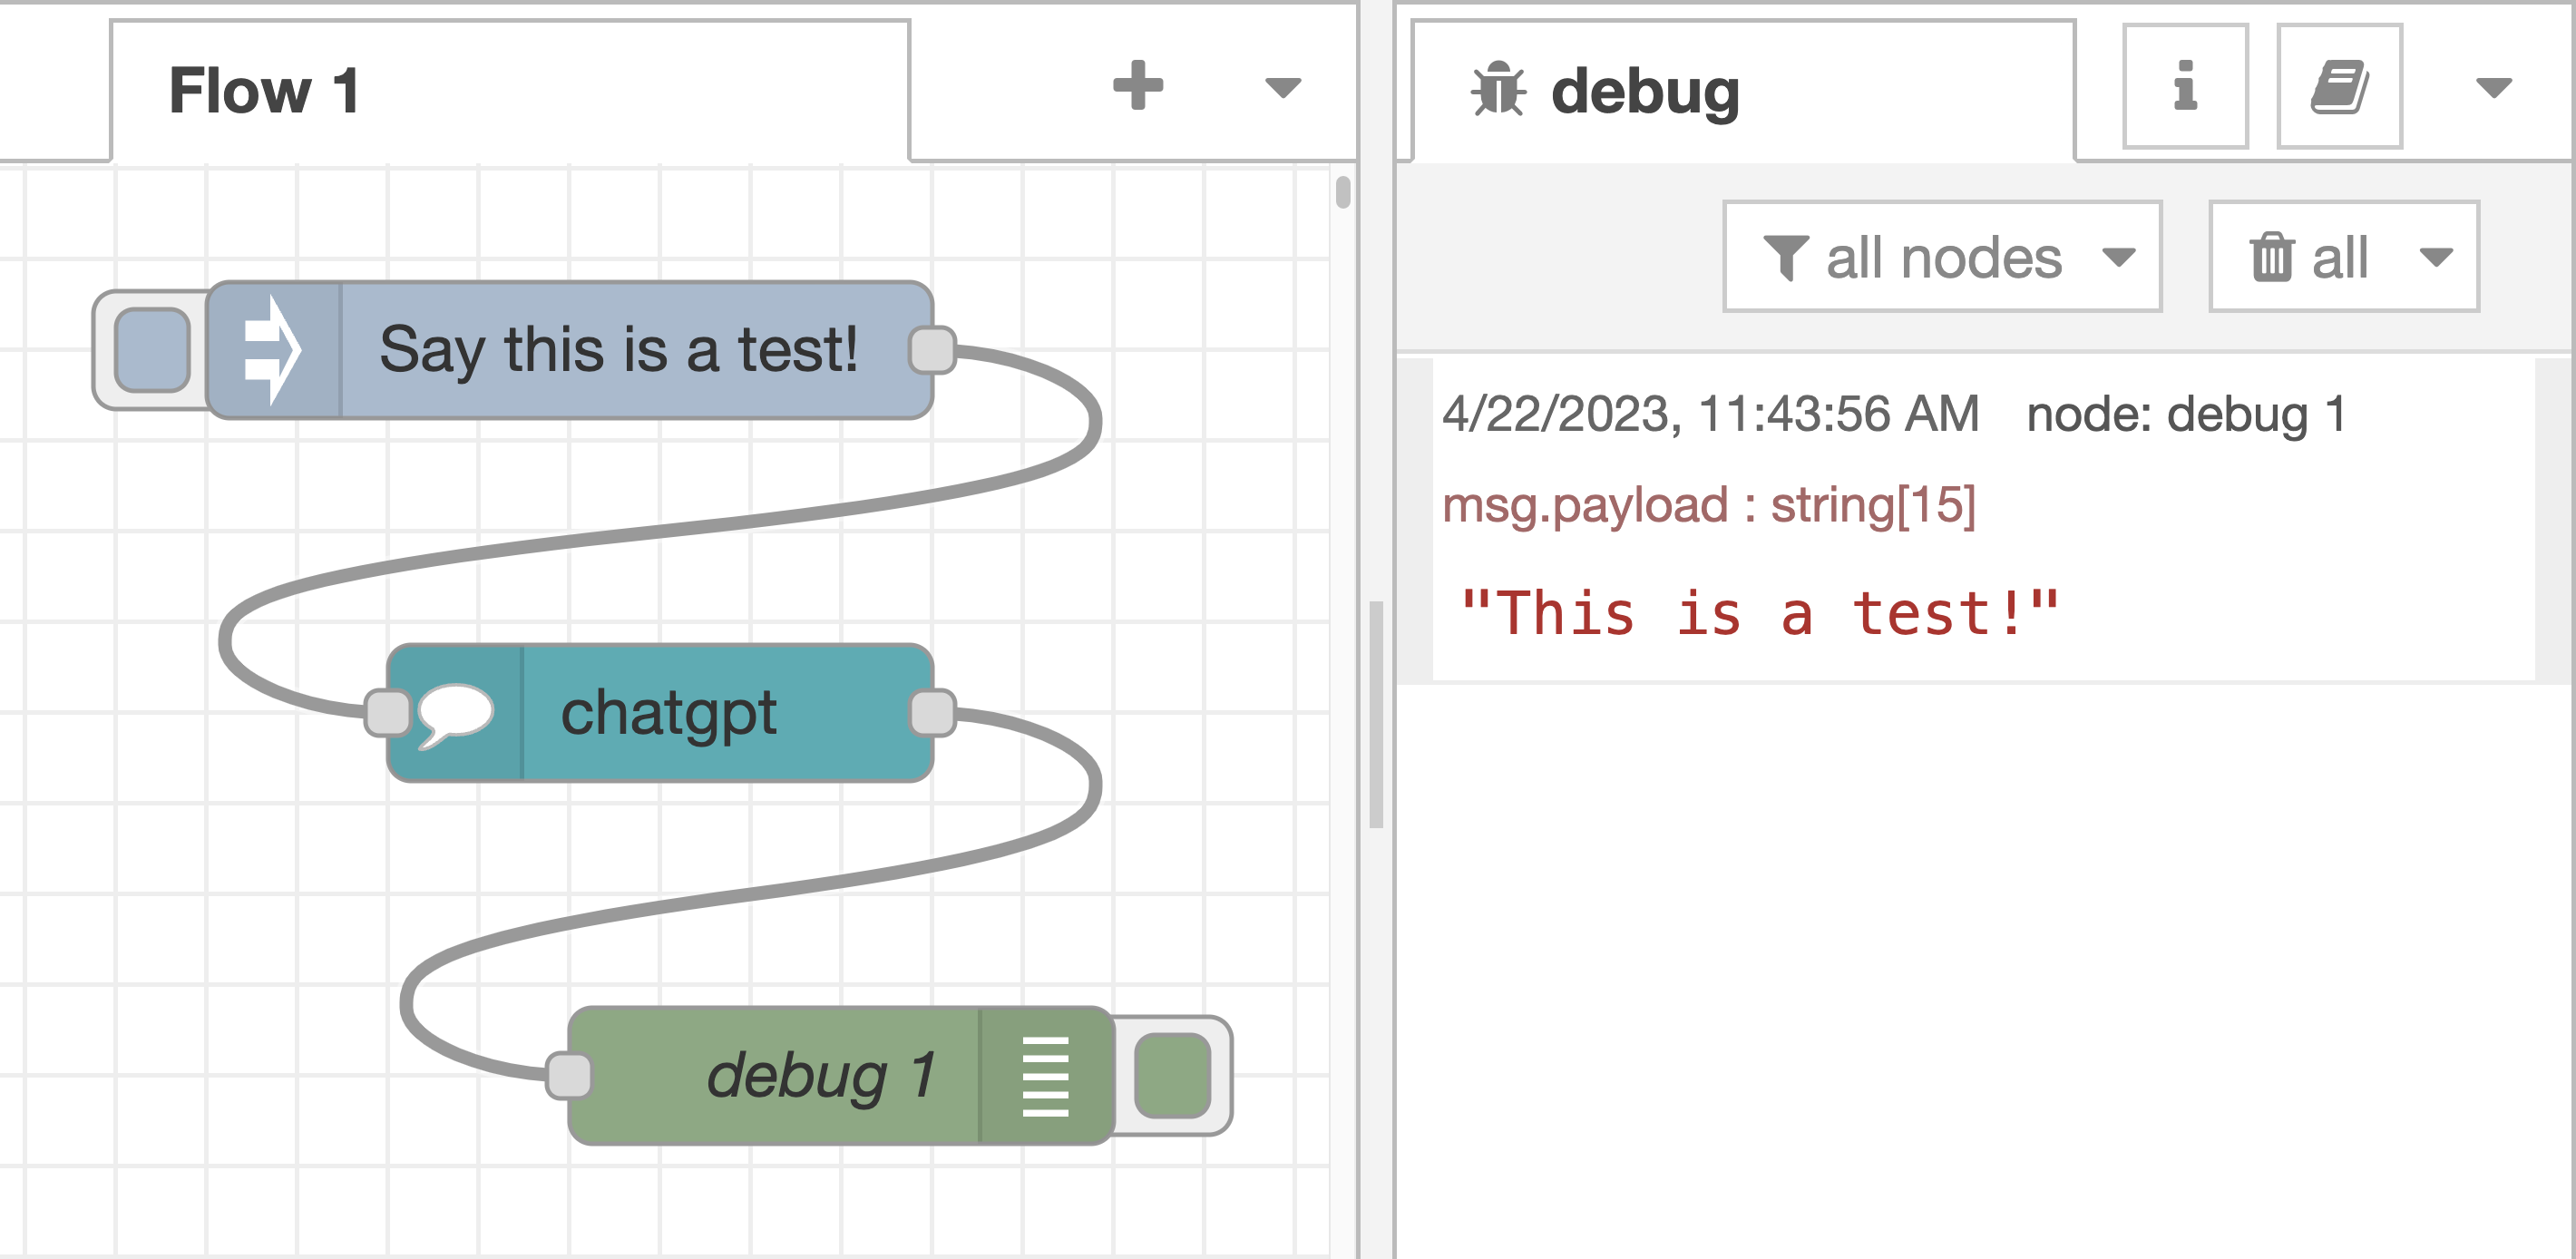 Flow 1
Say this is a test!
chatgpt
debug 1
debug
all nodes
all
4/22/2023, 11:43:56 AM node: debug 1
msg.payload : string[15]
"This is a test!"